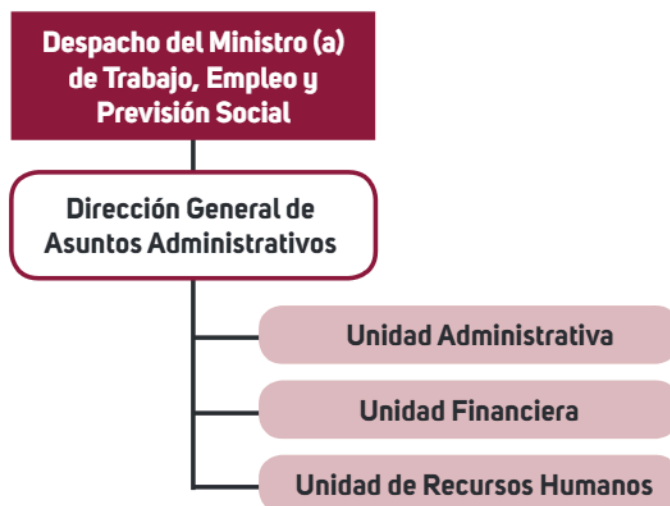 Despacho del Ministro (a)
de Trabajo, Empleo y
Previsión Social
Dirección General de
Asuntos Administrativos
Unidad Administrativa
Unidad Financiera
Unidad de Recursos Humanos